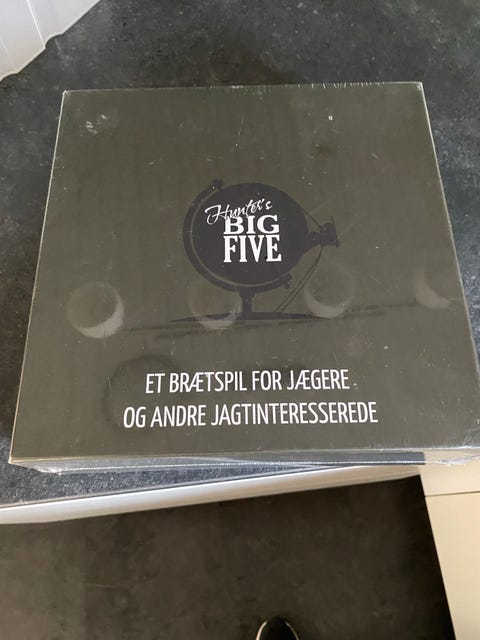 Hunter's
BIG
FIVE
ET BRÆTSPIL FOR JÆGERE
OG ANDRE JAGTINTERESSEREDE